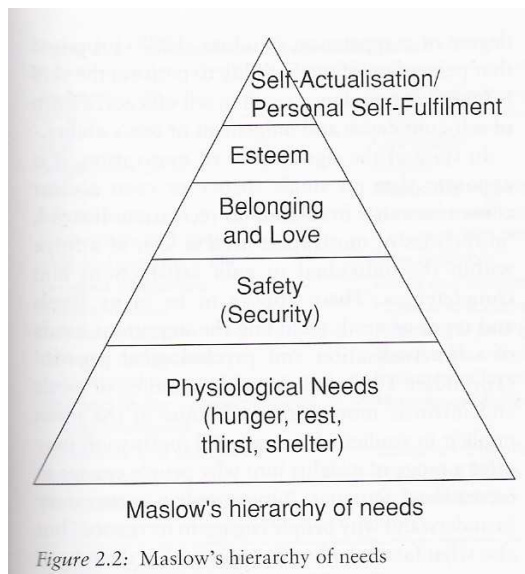 Self-Actualisation/
Personal Self-Fulfilment
Esteem
Belonging
and Love
Safety
(Security)
Physiological Needs
(hunger, rest,
thirst, shelter)
Maslow's hierarchy of needs
Figure 2.2: Maslow's hierarchy of needs